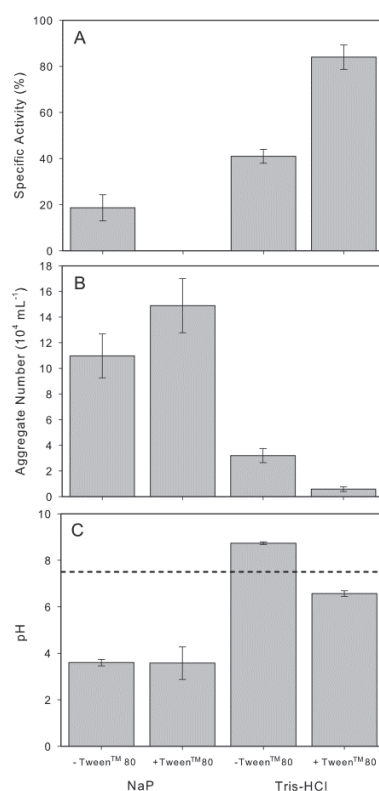 A
Specific Activity (%)
100
80
60
40
20
0
B
Aggregate Number (10⁴ mL⁻¹)
18
16
14
12
10
8
6
4
2
0
C
pH
10
8
6
4
2
0
- Tween™ 80 +Tween™ 80 -Tween™ 80 + Tween™ 80
NaP Tris-HCl